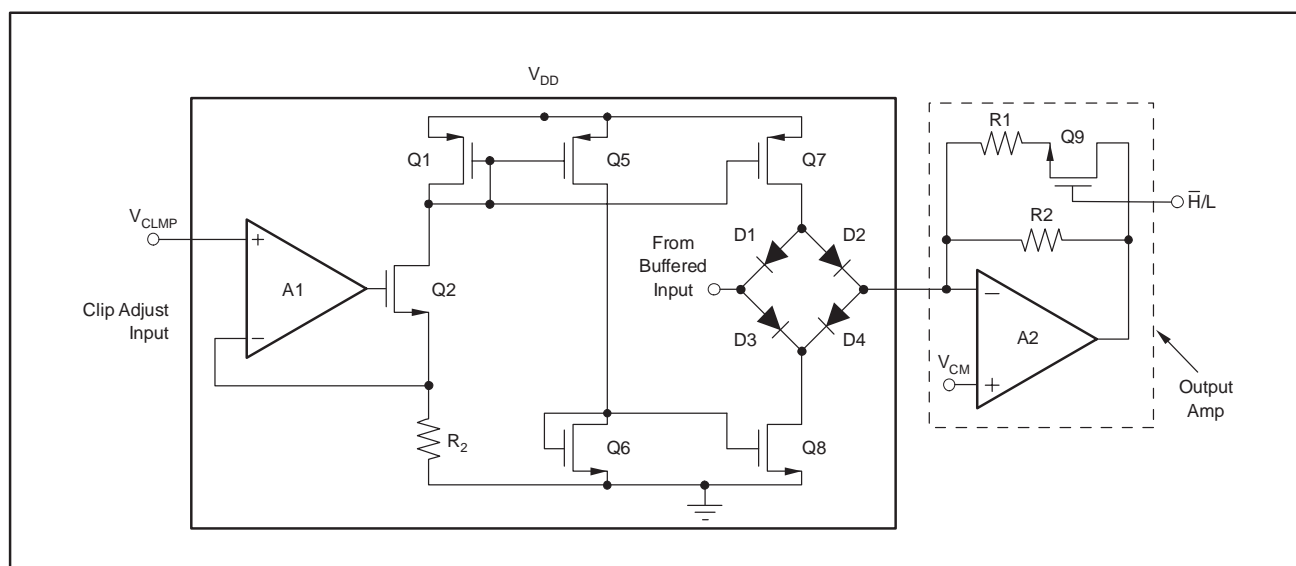 V_DD
R1
Q9
Q1
Q5
Q7
H̅/L
V_CLMP
R2
From
Buffered
Input
D1
D2
+
A1
Q2
−
Clip Adjust
Input
−
A2
D3
D4
V_CM
+
Output
Amp
R_2
Q6
Q8